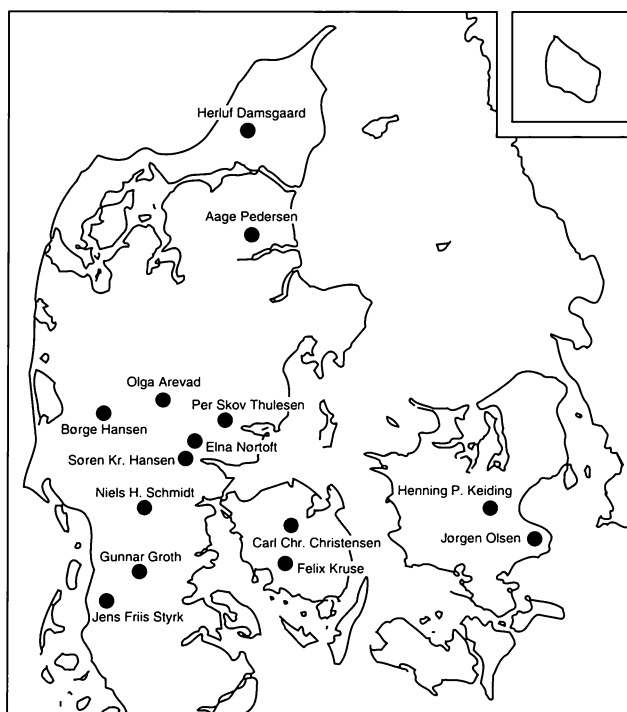 Herluf Damsgaard
Aage Pedersen
Olga Arevad
Per Skov Thulesen
Børge Hansen
Elna Nørtoft
Søren Kr. Hansen
Niels H. Schmidt
Henning P. Keiding
Carl Chr. Christensen
Jørgen Olsen
Gunnar Groth
Felix Kruse
Jens Friis Styrk